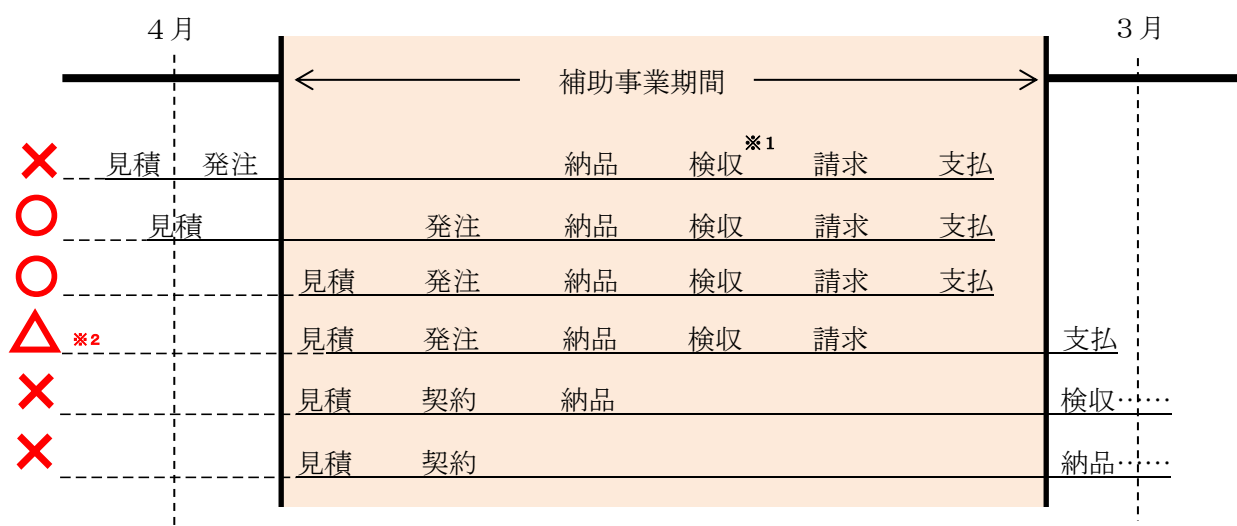 ４月 ３月
補助事業期間
× 見積 発注 納品 検収※1 請求 支払
○ 見積 発注 納品 検収 請求 支払
○ 見積 発注 納品 検収 請求 支払
△ ※2 見積 発注 納品 検収 請求 支払
× 見積 契約 納品 検収……
× 見積 契約 納品……